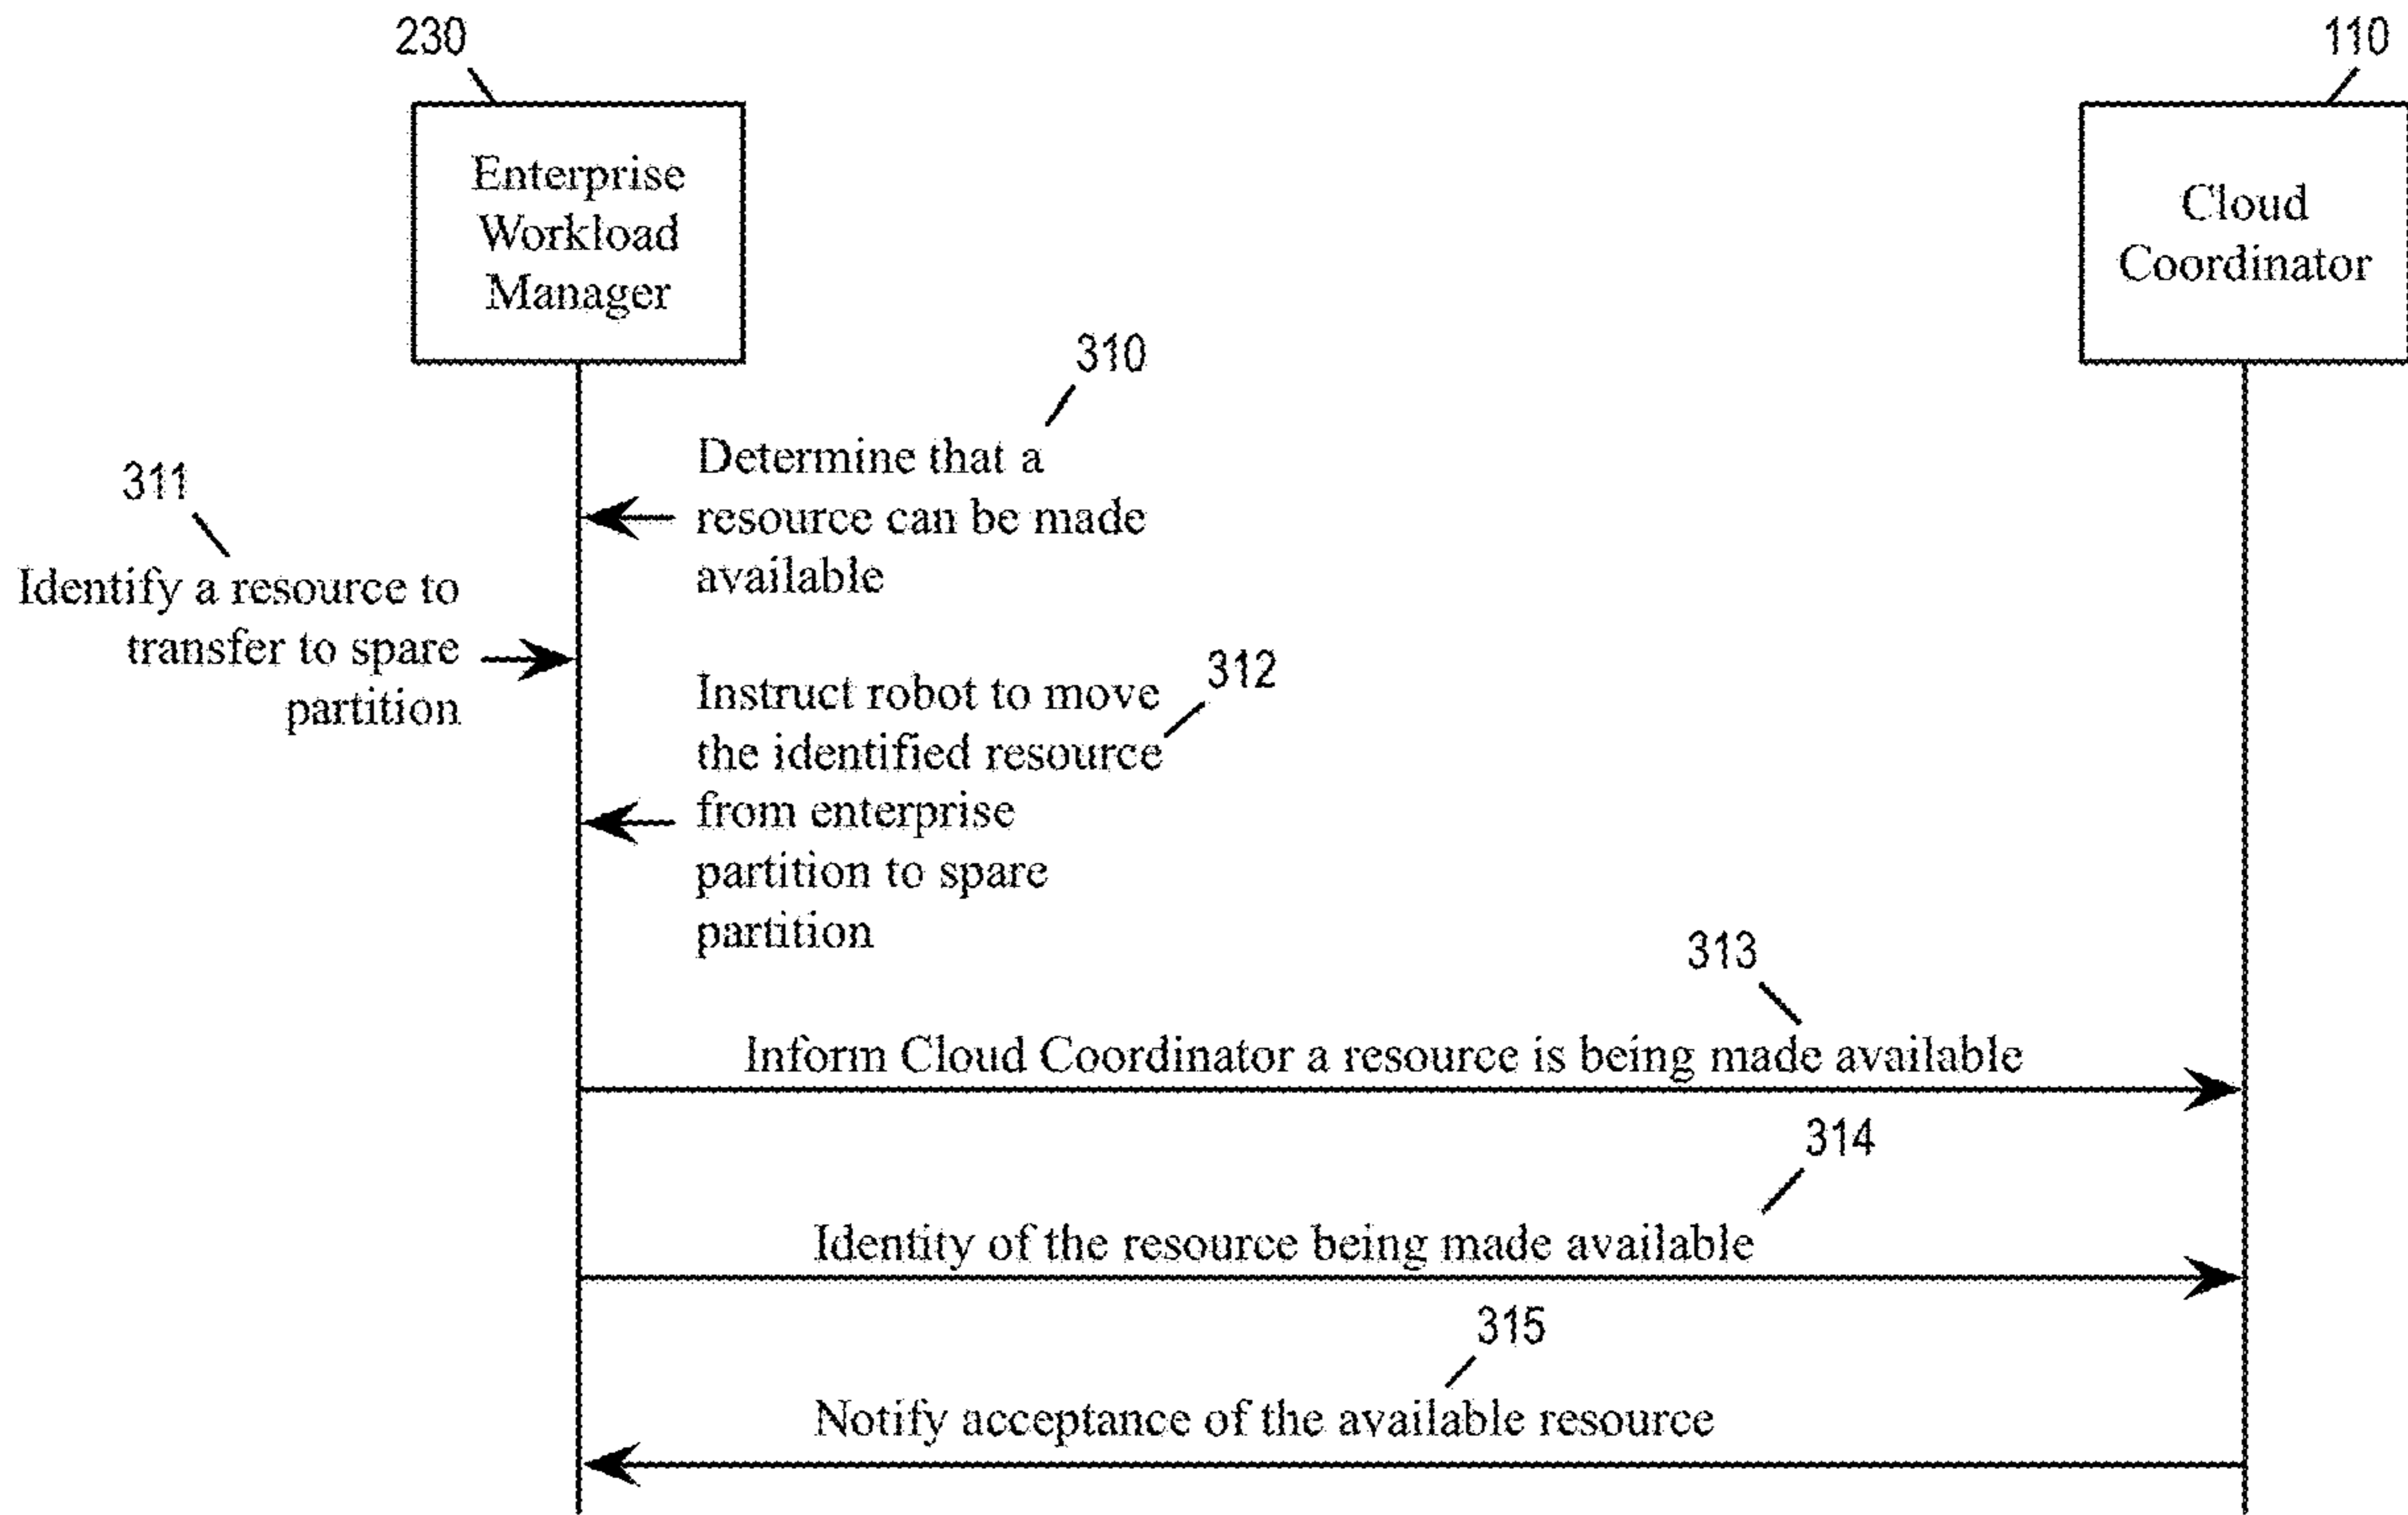 230
110
Enterprise
Workload
Manager
Cloud
Coordinator
310
Determine that a
resource can be made
available
311
Identify a resource to
transfer to spare
partition
312
Instruct robot to move
the identified resource
from enterprise
partition to spare
partition
313
Inform Cloud Coordinator a resource is being made available
314
Identity of the resource being made available
315
Notify acceptance of the available resource